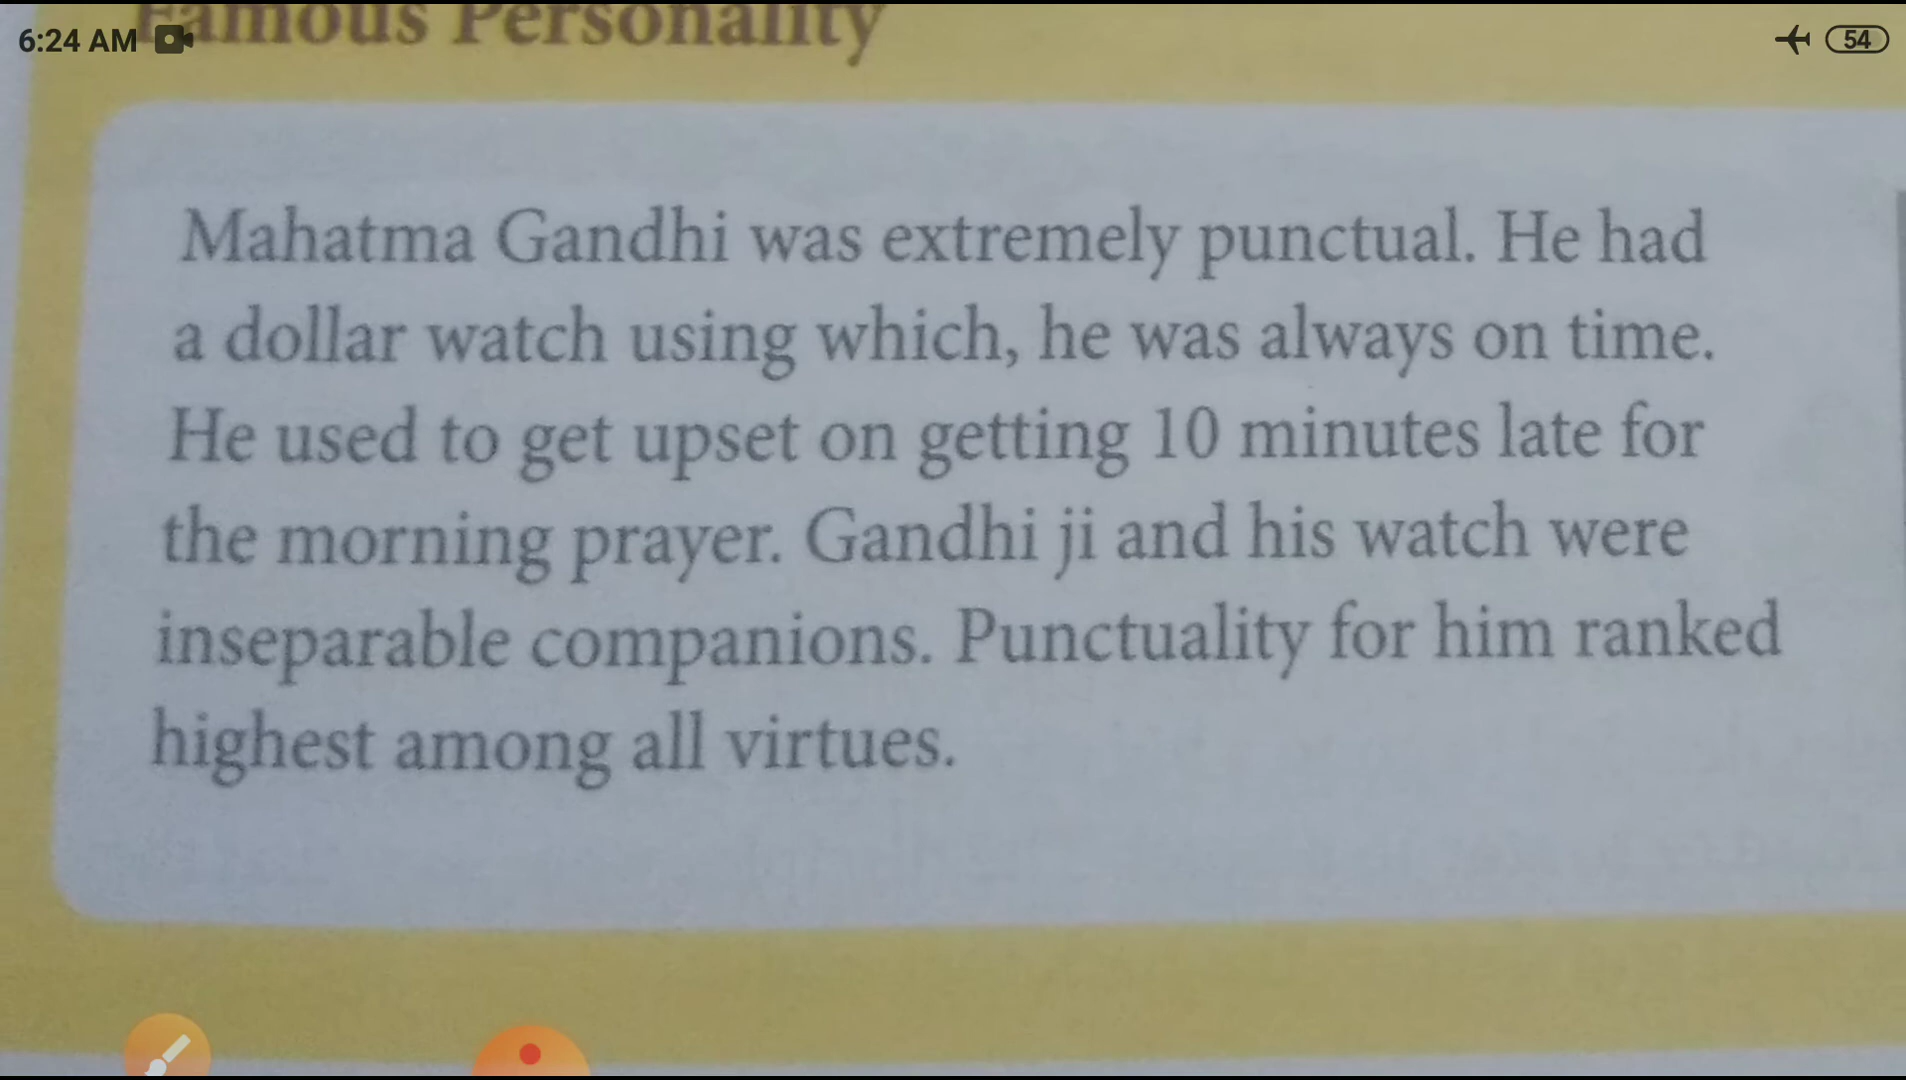 Famous Personality
6:24 AM
54
Mahatma Gandhi was extremely punctual. He had
a dollar watch using which, he was always on time.
He used to get upset on getting 10 minutes late for
the morning prayer. Gandhi ji and his watch were
inseparable companions. Punctuality for him ranked
highest among all virtues.